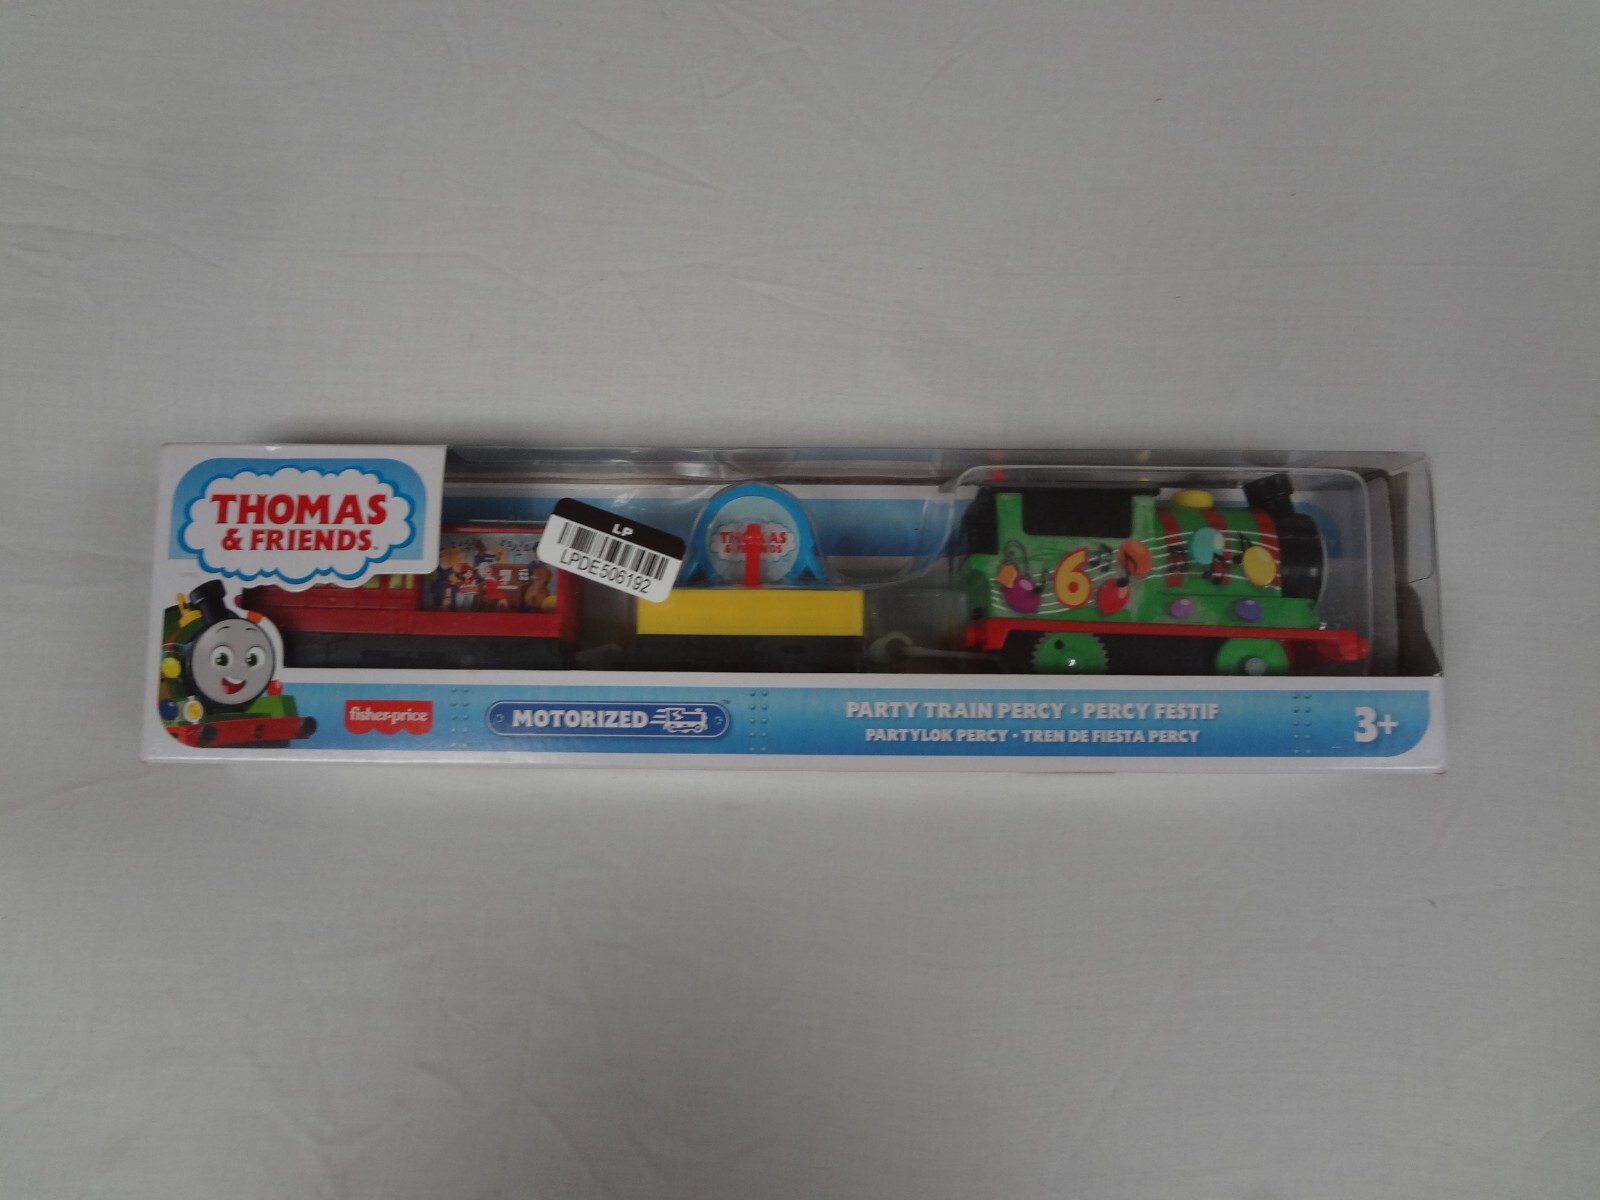 THOMAS
& FRIENDS™
LP
LPDE506192
THOMAS
& FRIENDS
6
fisher-price
MOTORIZED
PARTY TRAIN PERCY • PERCY FESTIF
PARTYLOK PERCY • TREN DE FIESTA PERCY
3+